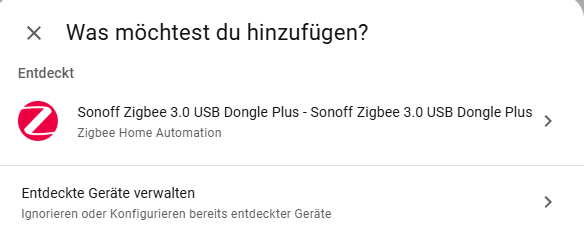 Was möchtest du hinzufügen?
Entdeckt
Sonoff Zigbee 3.0 USB Dongle Plus - Sonoff Zigbee 3.0 USB Dongle Plus
Zigbee Home Automation
Entdeckte Geräte verwalten
Ignorieren oder Konfigurieren bereits entdeckter Geräte